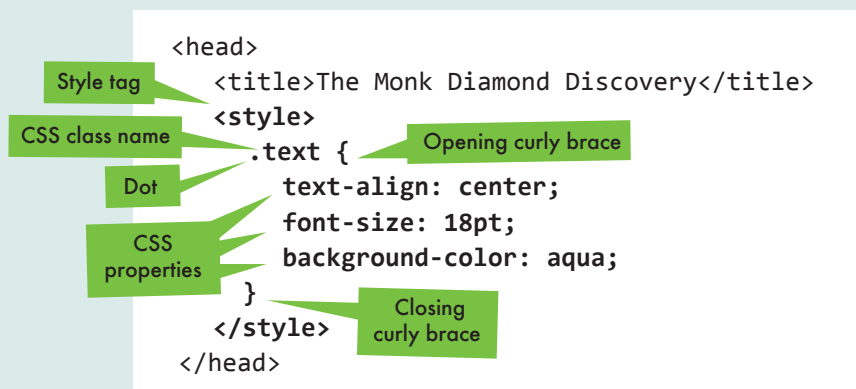 <head>
<title>The Monk Diamond Discovery</title>
Style tag
<style>
CSS class name
.text {
Opening curly brace
Dot
text-align: center;
font-size: 18pt;
CSS
properties
background-color: aqua;
}
Closing
curly brace
</style>
</head>